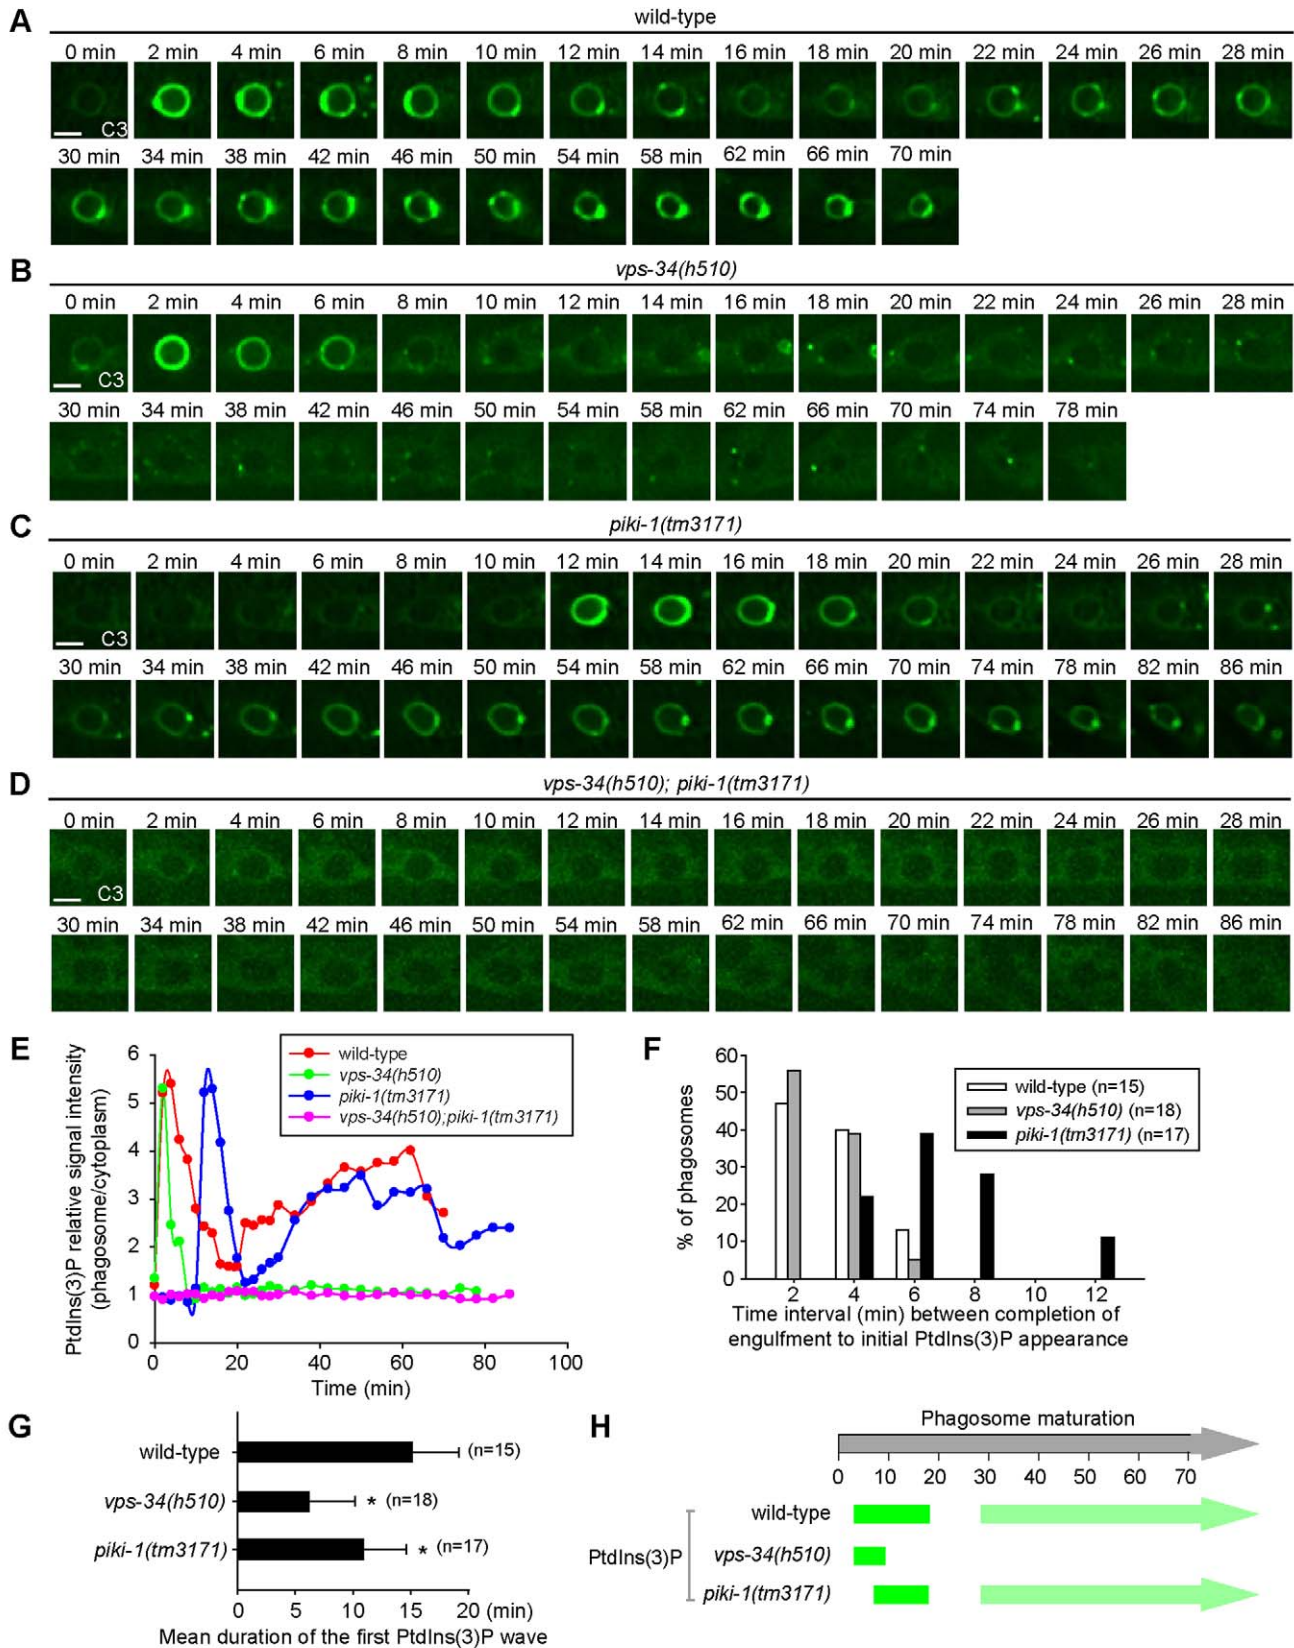 A
wild-type
0 min 2 min 4 min 6 min 8 min 10 min 12 min 14 min 16 min 18 min 20 min 22 min 24 min 26 min 28 min
C3
30 min 34 min 38 min 42 min 46 min 50 min 54 min 58 min 62 min 66 min 70 min
B
vps-34(h510)
0 min 2 min 4 min 6 min 8 min 10 min 12 min 14 min 16 min 18 min 20 min 22 min 24 min 26 min 28 min
C3
30 min 34 min 38 min 42 min 46 min 50 min 54 min 58 min 62 min 66 min 70 min 74 min 78 min
C
piki-1(tm3171)
0 min 2 min 4 min 6 min 8 min 10 min 12 min 14 min 16 min 18 min 20 min 22 min 24 min 26 min 28 min
C3
30 min 34 min 38 min 42 min 46 min 50 min 54 min 58 min 62 min 66 min 70 min 74 min 78 min 82 min 86 min
D
vps-34(h510); piki-1(tm3171)
0 min 2 min 4 min 6 min 8 min 10 min 12 min 14 min 16 min 18 min 20 min 22 min 24 min 26 min 28 min
C3
30 min 34 min 38 min 42 min 46 min 50 min 54 min 58 min 62 min 66 min 70 min 74 min 78 min 82 min 86 min
E
PtdIns(3)P relative signal intensity
(phagosome/cytoplasm)
6
5
4
3
2
1
0
wild-type
vps-34(h510)
piki-1(tm3171)
vps-34(h510);piki-1(tm3171)
0 20 40 60 80 100
Time (min)
F
% of phagosomes
60
50
40
30
20
10
0
wild-type (n=15)
vps-34(h510) (n=18)
piki-1(tm3171) (n=17)
2 4 6 8 10 12
Time interval (min) between completion of
engulfment to initial PtdIns(3)P appearance
G
wild-type (n=15)
vps-34(h510) * (n=18)
piki-1(tm3171) * (n=17)
0 5 10 15 20 (min)
Mean duration of the first PtdIns(3)P wave
H
Phagosome maturation
0 10 20 30 40 50 60 70
PtdIns(3)P
wild-type
vps-34(h510)
piki-1(tm3171)